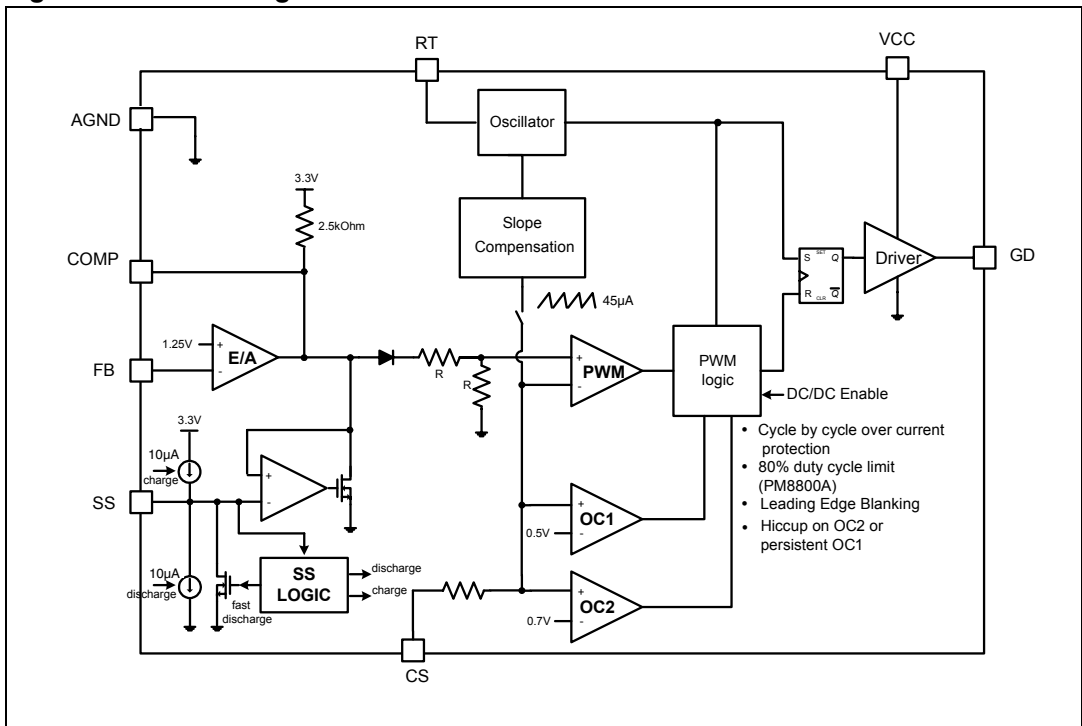 RT
VCC
AGND
Oscillator
3.3V
2.5kOhm
Slope
Compensation
COMP
S SET Q
R CLR Q
Driver
GD
45µA
1.25V
+
-
E/A
FB
R
R
+
-
PWM
PWM
logic
DC/DC Enable
3.3V
10µA
charge
SS
+
-
• Cycle by cycle over current
protection
• 80% duty cycle limit
(PM8800A)
• Leading Edge Blanking
• Hiccup on OC2 or
persistent OC1
+
-
OC1
0.5V
10µA
discharge
fast
discharge
SS
LOGIC
discharge
charge
+
-
OC2
0.7V
CS